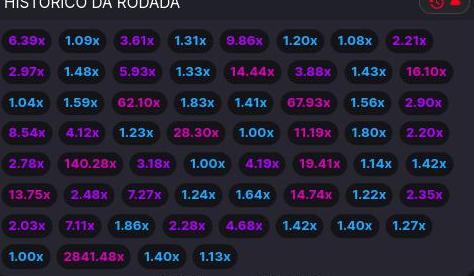 HISTÓRICO DA RODADA
6.39x 1.09x 3.61x 1.31x 9.86x 1.20x 1.08x 2.21x
2.97x 1.48x 5.93x 1.33x 14.44x 3.88x 1.43x 16.10x
1.04x 1.59x 62.10x 1.83x 1.41x 67.93x 1.56x 2.90x
8.54x 4.12x 1.23x 28.30x 1.00x 11.19x 1.80x 2.20x
2.78x 140.28x 3.18x 1.00x 4.19x 19.41x 1.14x 1.42x
13.75x 2.48x 7.27x 1.24x 1.64x 14.74x 1.22x 2.35x
2.03x 7.11x 1.86x 2.28x 4.68x 1.42x 1.40x 1.27x
1.00x 2841.48x 1.40x 1.13x